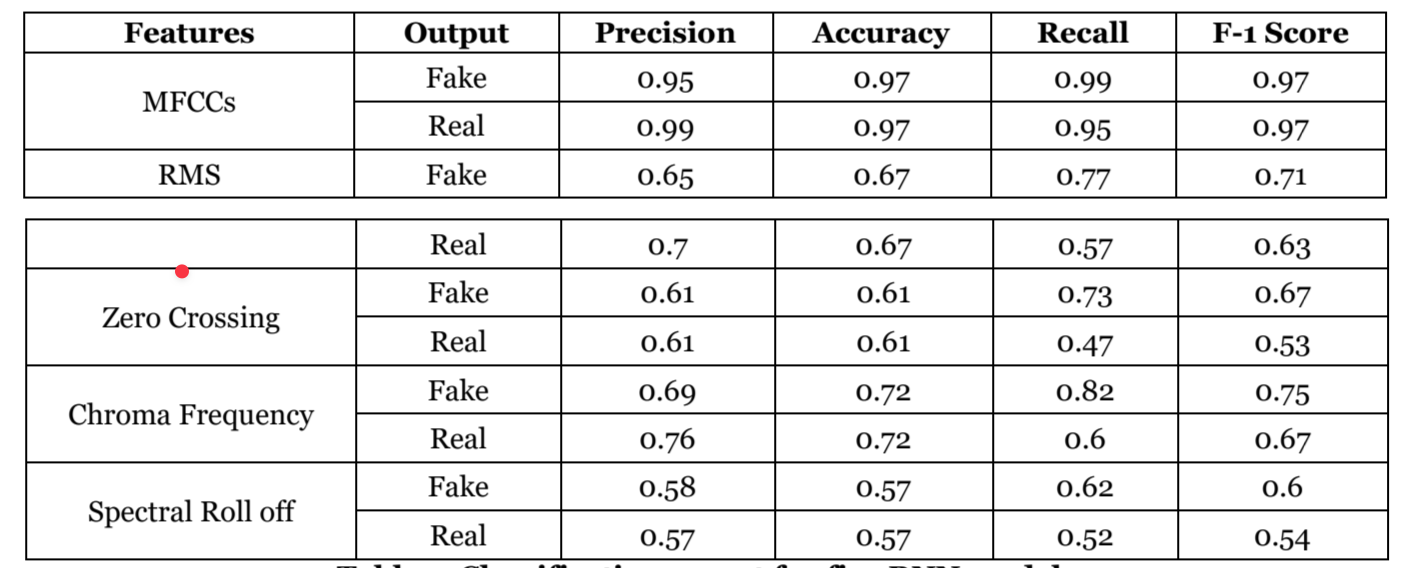 Features Output Precision Accuracy Recall F-1 Score
MFCCs
Fake 0.95 0.97 0.99 0.97
Real 0.99 0.97 0.95 0.97
RMS Fake 0.65 0.67 0.77 0.71
Real 0.7 0.67 0.57 0.63
Zero Crossing
Fake 0.61 0.61 0.73 0.67
Real 0.61 0.61 0.47 0.53
Chroma Frequency
Fake 0.69 0.72 0.82 0.75
Real 0.76 0.72 0.6 0.67
Spectral Roll off
Fake 0.58 0.57 0.62 0.6
Real 0.57 0.57 0.52 0.54